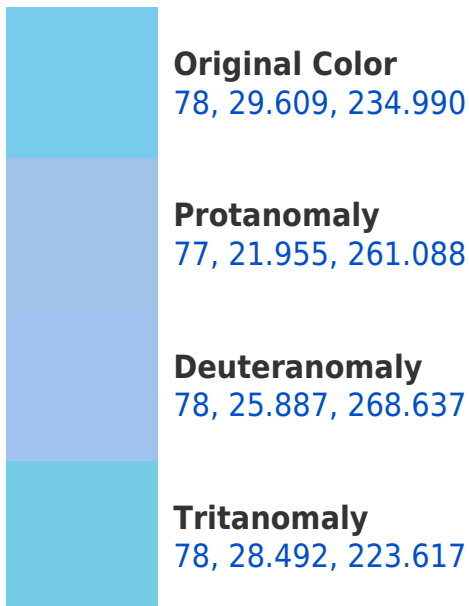 Original Color
78, 29.609, 234.990
Protanomaly
77, 21.955, 261.088
Deuteranomaly
78, 25.887, 268.637
Tritanomaly
78, 28.492, 223.617